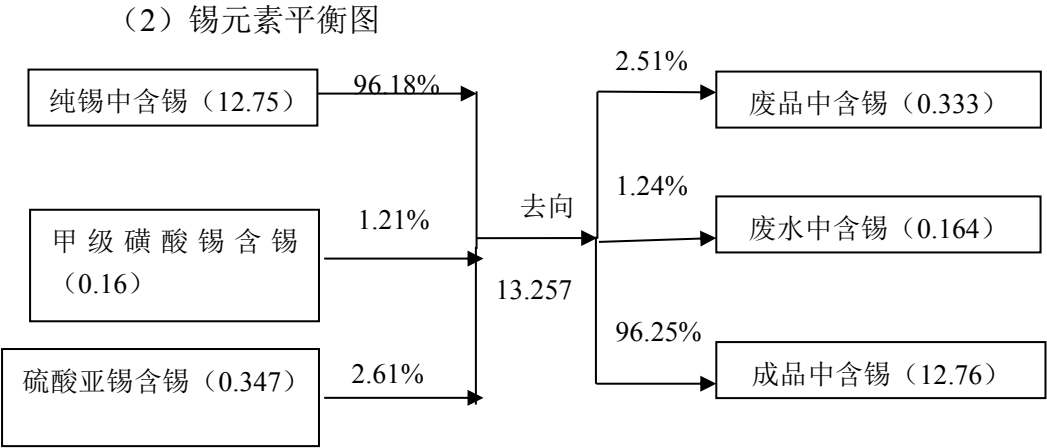 （2）锡元素平衡图
纯锡中含锡（12.75）
96.18%
甲级磺酸锡含锡
（0.16）
1.21%
硫酸亚锡含锡（0.347）
2.61%
去向
13.257
2.51%
废品中含锡（0.333）
1.24%
废水中含锡（0.164）
96.25%
成品中含锡（12.76）